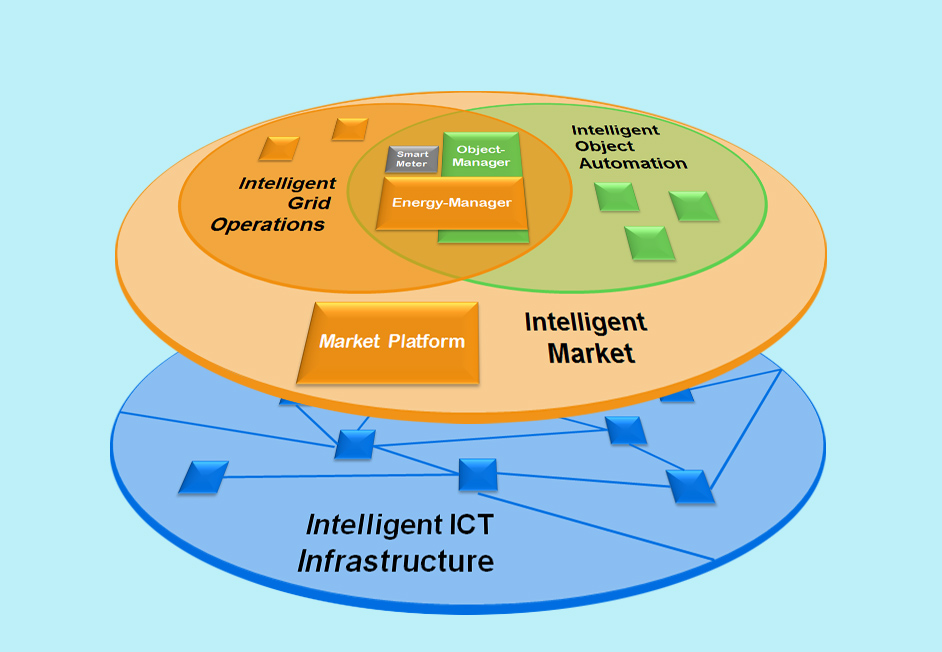 Intelligent
Object
Automation
Smart
Meter
Object-
Manager
Intelligent
Grid
Operations
Energy-Manager
Market Platform
Intelligent
Market
Intelligent ICT
Infrastructure